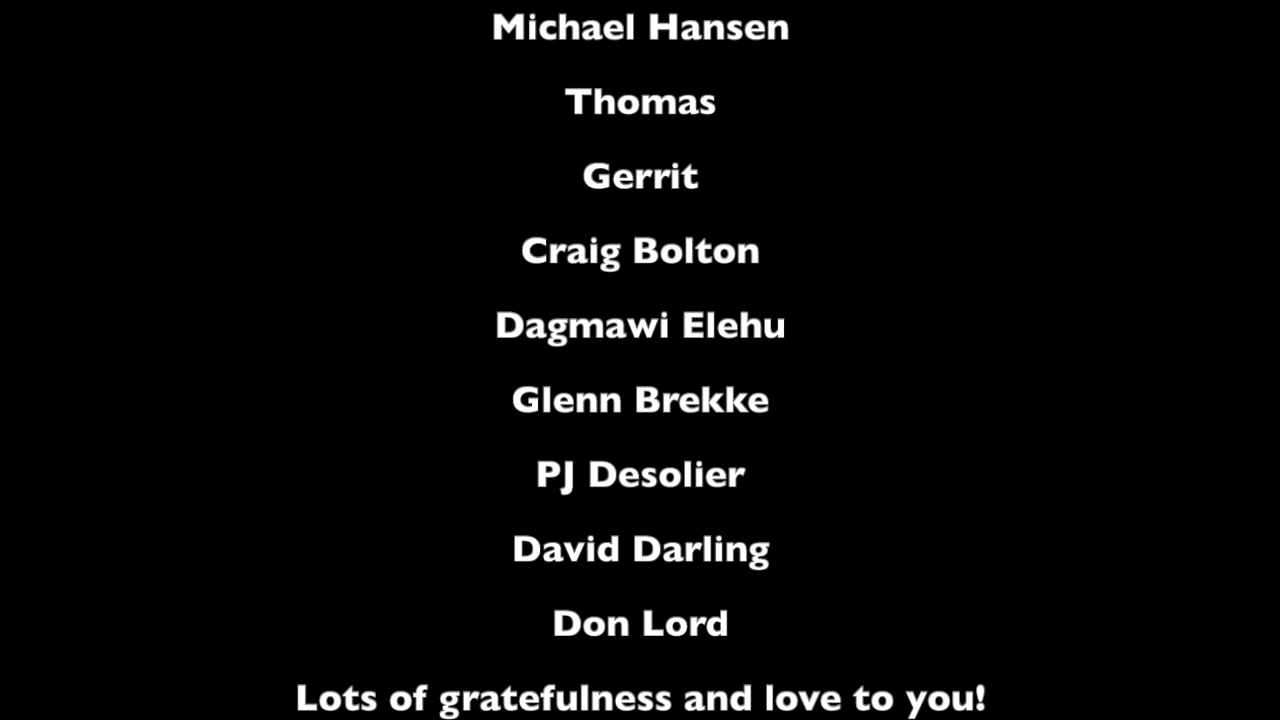 Michael Hansen
Thomas
Gerrit
Craig Bolton
Dagmawi Elehu
Glenn Brekke
PJ Desolier
David Darling
Don Lord
Lots of gratefulness and love to you!